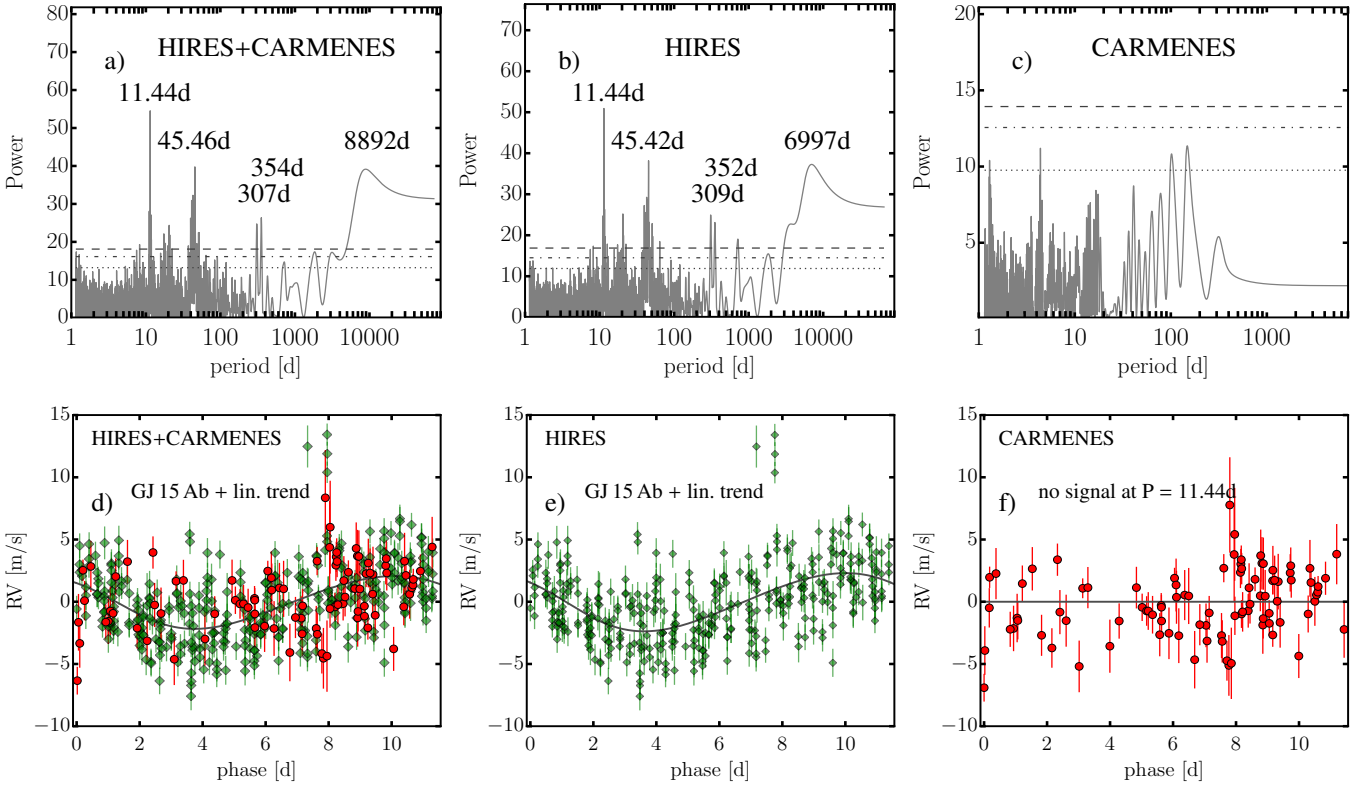 HIRES+CARMENES
a)
11.44d
45.46d
354d
307d
8892d
Power
80
70
60
50
40
30
20
10
0
1 10 100 1000 10000
period [d]
HIRES
b)
11.44d
45.42d
352d
309d
6997d
Power
70
60
50
40
30
20
10
0
1 10 100 1000 10000
period [d]
CARMENES
c)
Power
20
15
10
5
1 10 100 1000
period [d]
HIRES+CARMENES
d)
GJ 15 Ab + lin. trend
RV [m/s]
15
10
5
0
−5
−10
0 2 4 6 8 10
phase [d]
HIRES
e)
GJ 15 Ab + lin. trend
RV [m/s]
15
10
5
0
−5
−10
0 2 4 6 8 10
phase [d]
CARMENES
f)
no signal at P = 11.44d
RV [m/s]
15
10
5
0
−5
−10
0 2 4 6 8 10
phase [d]